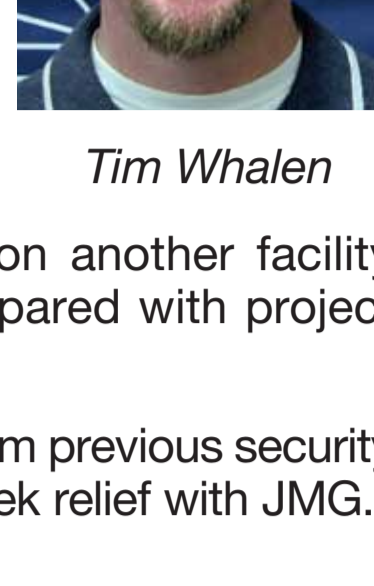 Tim Whalen
on another facility
pared with projec
m previous security
ek relief with JMG.